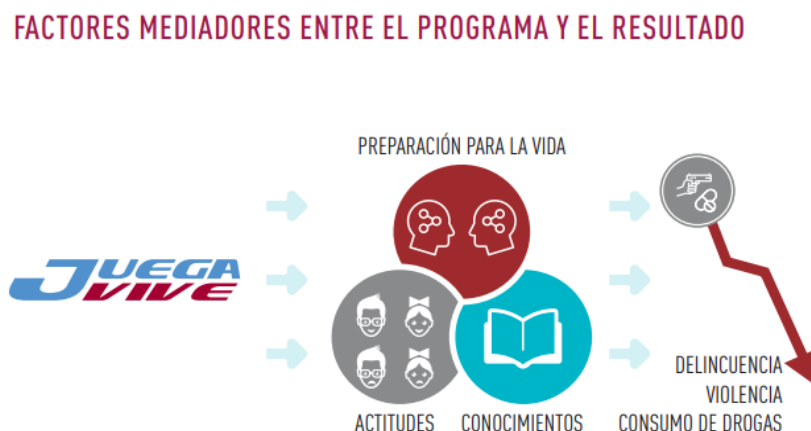 FACTORES MEDIADORES ENTRE EL PROGRAMA Y EL RESULTADO
PREPARACIÓN PARA LA VIDA
JUEGA
VIVE
ACTITUDES
CONOCIMIENTOS
DELINCUENCIA
VIOLENCIA
CONSUMO DE DROGAS